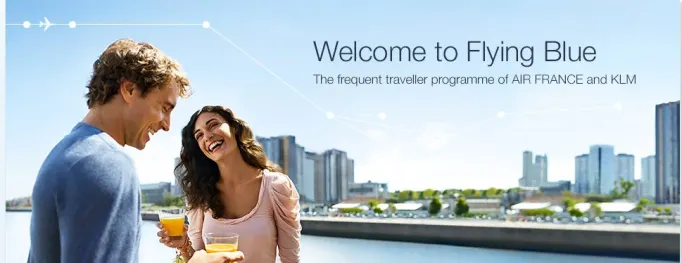 Welcome to Flying Blue
The frequent traveller programme of AIR FRANCE and KLM